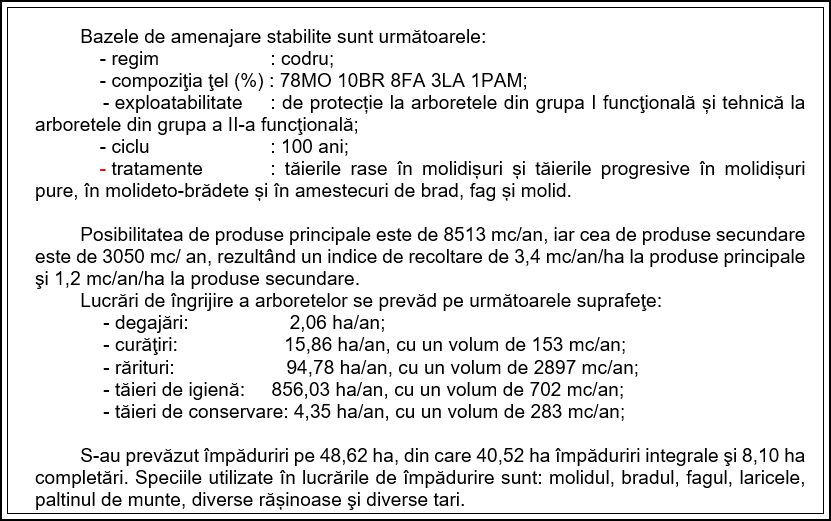 Bazele de amenajare stabilite sunt următoarele:
- regim : codru;
- compoziţia ţel (%) : 78MO 10BR 8FA 3LA 1PAM;
- exploatabilitate : de protecție la arboretele din grupa I funcţională și tehnică la
arboretele din grupa a II-a funcţională;
- ciclu : 100 ani;
- tratamente : tăierile rase în molidișuri și tăierile progresive în molidișuri
pure, în molideto-brădete și în amestecuri de brad, fag și molid.
Posibilitatea de produse principale este de 8513 mc/an, iar cea de produse secundare
este de 3050 mc/ an, rezultând un indice de recoltare de 3,4 mc/an/ha la produse principale
şi 1,2 mc/an/ha la produse secundare.
Lucrări de îngrijire a arboretelor se prevăd pe următoarele suprafeţe:
- degajări: 2,06 ha/an;
- curăţiri: 15,86 ha/an, cu un volum de 153 mc/an;
- rărituri: 94,78 ha/an, cu un volum de 2897 mc/an;
- tăieri de igienă: 856,03 ha/an, cu un volum de 702 mc/an;
- tăieri de conservare: 4,35 ha/an, cu un volum de 283 mc/an;
S-au prevăzut împăduriri pe 48,62 ha, din care 40,52 ha împăduriri integrale şi 8,10 ha
completări. Speciile utilizate în lucrările de împădurire sunt: molidul, bradul, fagul, laricele,
paltinul de munte, diverse rășinoase şi diverse tari.